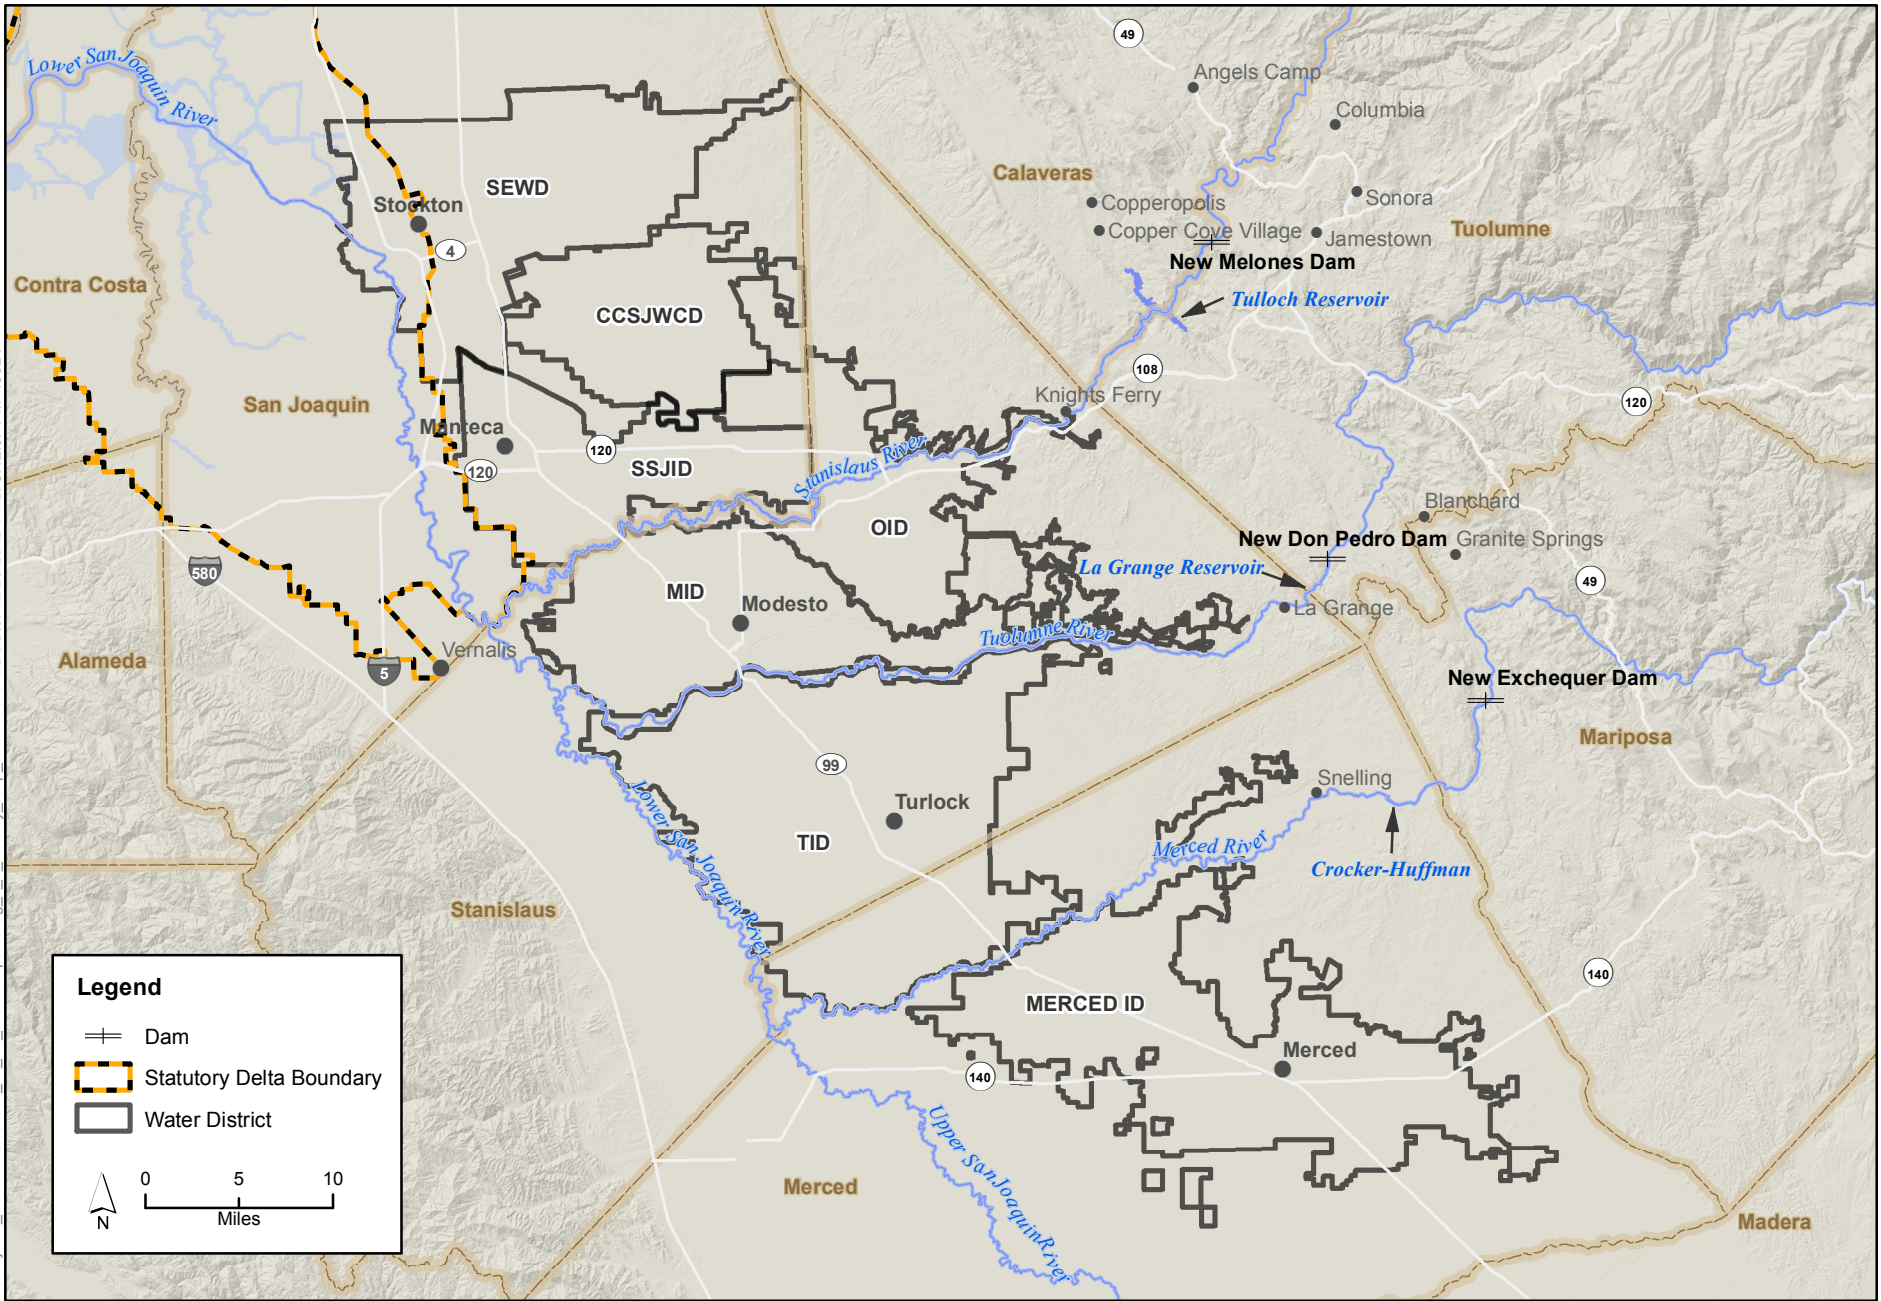 49
Angels Camp
Lower San Joaquin River
Columbia
Calaveras
SEWD
Stockton
Copperopolis
Sonora
Copper Cove Village
Jamestown
Tuolumne
4
New Melones Dam
Contra Costa
Tulloch Reservoir
CCSJWCD
108
Knights Ferry
120
San Joaquin
Manteca
120
120
SSJID
Stanislaus River
Blanchard
OID
New Don Pedro Dam
Granite Springs
La Grange Reservoir
580
49
MID
Modesto
La Grange
Tuolumne River
Vernalis
Alameda
5
New Exchequer Dam
Mariposa
99
Snelling
Turlock
Lower San Joaquin River
TID
Merced River
Crocker-Huffman
Stanislaus
140
MERCED ID
Merced
140
Upper San Joaquin River
Merced
Madera
Legend
Dam
Statutory Delta Boundary
Water District
0 5 10
Miles
N